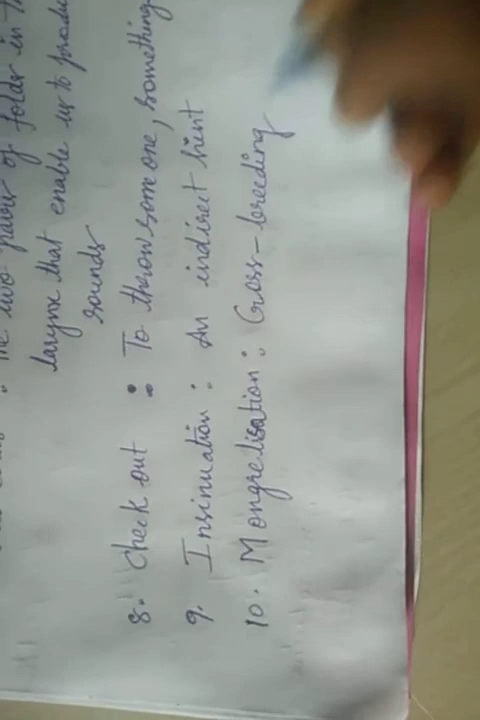 The two pairs of folds in
larynx that enable us to
sounds
8. Check out : To throw someone, something
9. Insinuation : An indirect hint
10. Mongrelisation : Cross-breeding